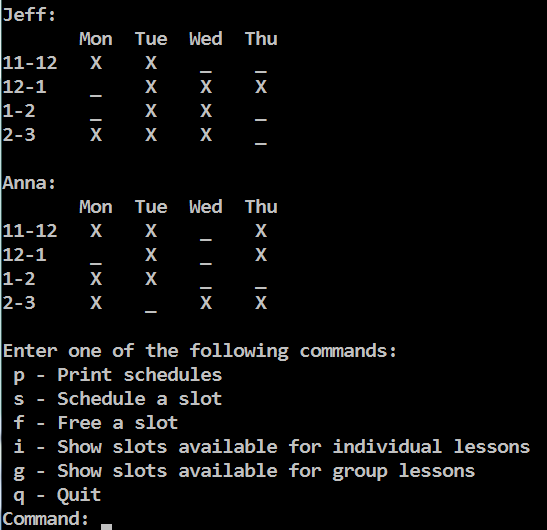 Jeff:
       Mon  Tue  Wed  Thu
11-12   X    X    _    _
12-1    _    X    X    X
1-2     _    X    X    _
2-3     X    X    X    _

Anna:
       Mon  Tue  Wed  Thu
11-12   X    X    _    X
12-1    _    X    _    X
1-2     X    X    _    _
2-3     X    _    X    X

Enter one of the following commands:
 p - Print schedules
 s - Schedule a slot
 f - Free a slot
 i - Show slots available for individual lessons
 g - Show slots available for group lessons
 q - Quit
Command: